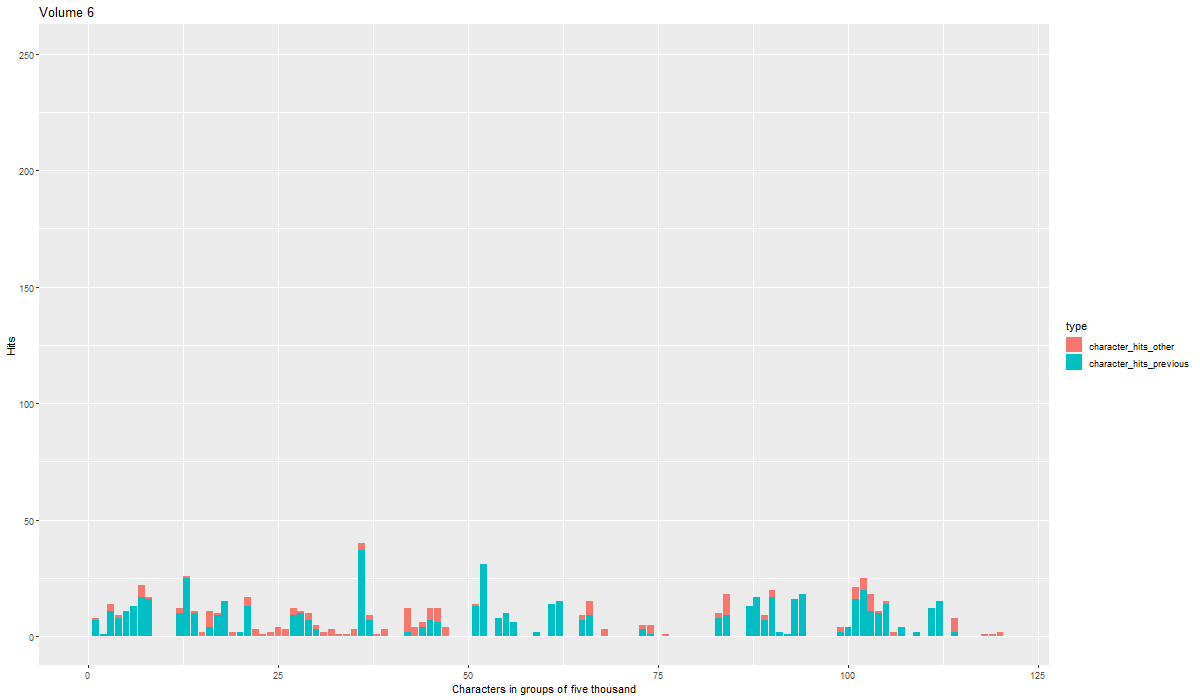 Volume 6
250
200
150
100
50
0
Hits
0 25 50 75 100 125
Characters in groups of five thousand
type
character_hits_other
character_hits_previous